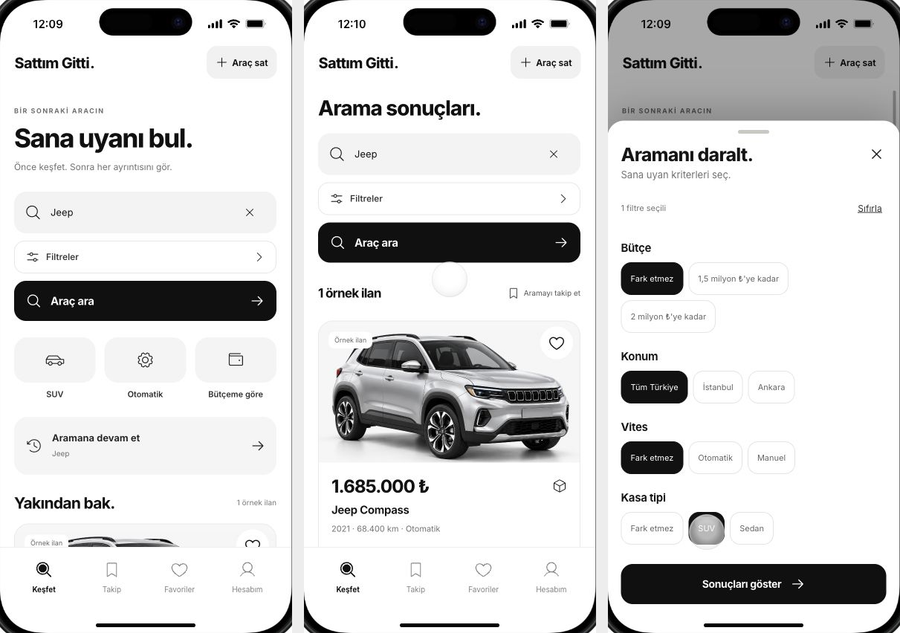 12:09
Sattım Gitti.
+ Araç sat
BİR SONRAKİ ARACIN
Sana uyanı bul.
Önce keşfet. Sonra her ayrıntısını gör.
Jeep
Filtreler
Araç ara
SUV
Otomatik
Bütçeme göre
Aramana devam et
Jeep
Yakından bak.
1 örnek ilan
Örnek ilan
Keşfet
Takip
Favoriler
Hesabım
12:10
Sattım Gitti.
+ Araç sat
Arama sonuçları.
Jeep
Filtreler
Araç ara
1 örnek ilan
Aramayı takip et
Örnek ilan
1.685.000 ₺
Jeep Compass
2021 · 68.400 km · Otomatik
Keşfet
Takip
Favoriler
Hesabım
12:09
Sattım Gitti.
+ Araç sat
BİR SONRAKİ ARACIN
Aramanı daralt.
Sana uyan kriterleri seç.
1 filtre seçili
Sıfırla
Bütçe
Fark etmez
1,5 milyon ₺'ye kadar
2 milyon ₺'ye kadar
Konum
Tüm Türkiye
İstanbul
Ankara
Vites
Fark etmez
Otomatik
Manuel
Kasa tipi
Fark etmez
SUV
Sedan
Sonuçları göster